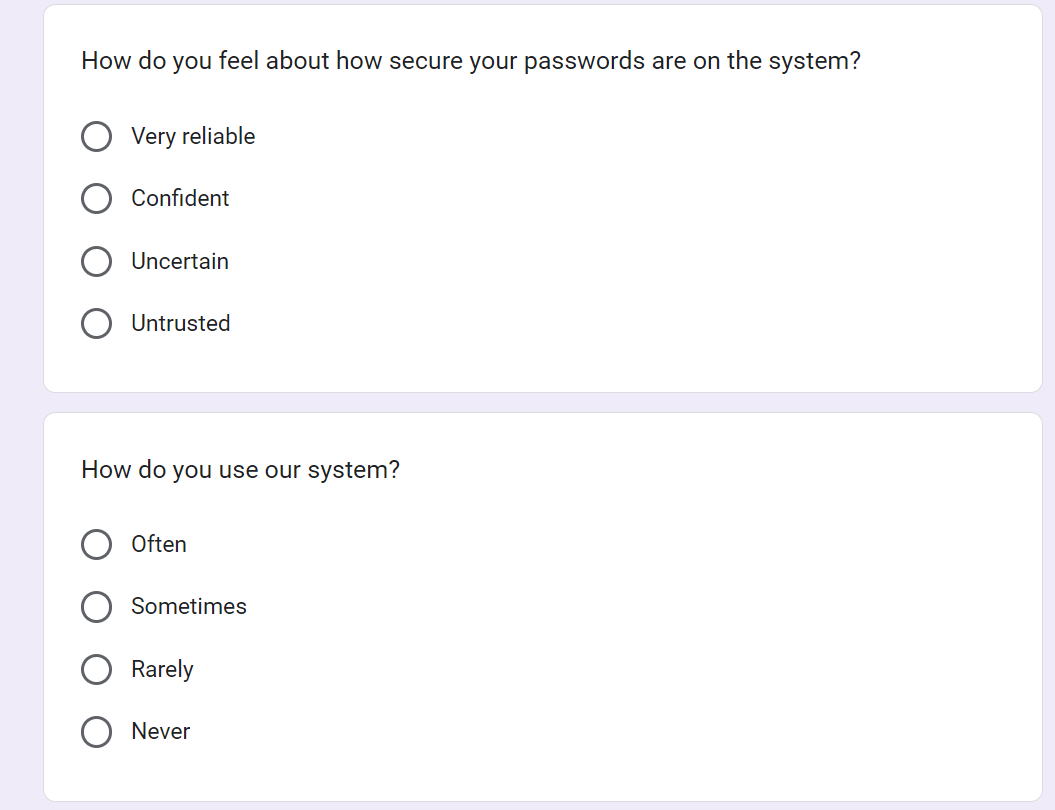 How do you feel about how secure your passwords are on the system?
Very reliable
Confident
Uncertain
Untrusted
How do you use our system?
Often
Sometimes
Rarely
Never